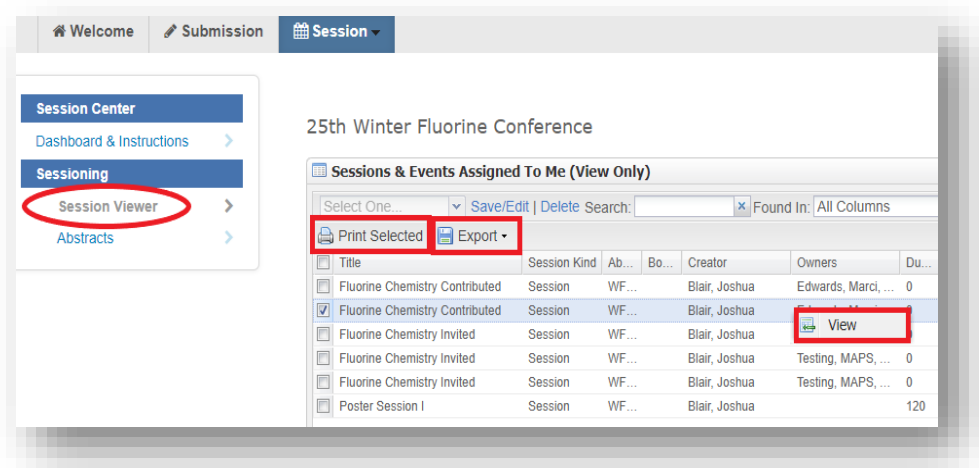 Welcome Submission Session
Session Center
Dashboard & Instructions
Sessioning
Session Viewer
Abstracts
25th Winter Fluorine Conference
Sessions & Events Assigned To Me (View Only)
Select One... Save/Edit | Delete Search: Found In: All Columns
Print Selected Export
Title Session Kind Ab... Bo... Creator Owners Du...
Fluorine Chemistry Contributed Session WF... Blair, Joshua Edwards, Marci, ... 0
Fluorine Chemistry Contributed Session WF... Blair, Joshua
View
Fluorine Chemistry Invited Session WF... Blair, Joshua
Fluorine Chemistry Invited Session WF... Blair, Joshua Testing, MAPS, ... 0
Fluorine Chemistry Invited Session WF... Blair, Joshua Testing, MAPS, ... 0
Poster Session I Session WF... Blair, Joshua 120